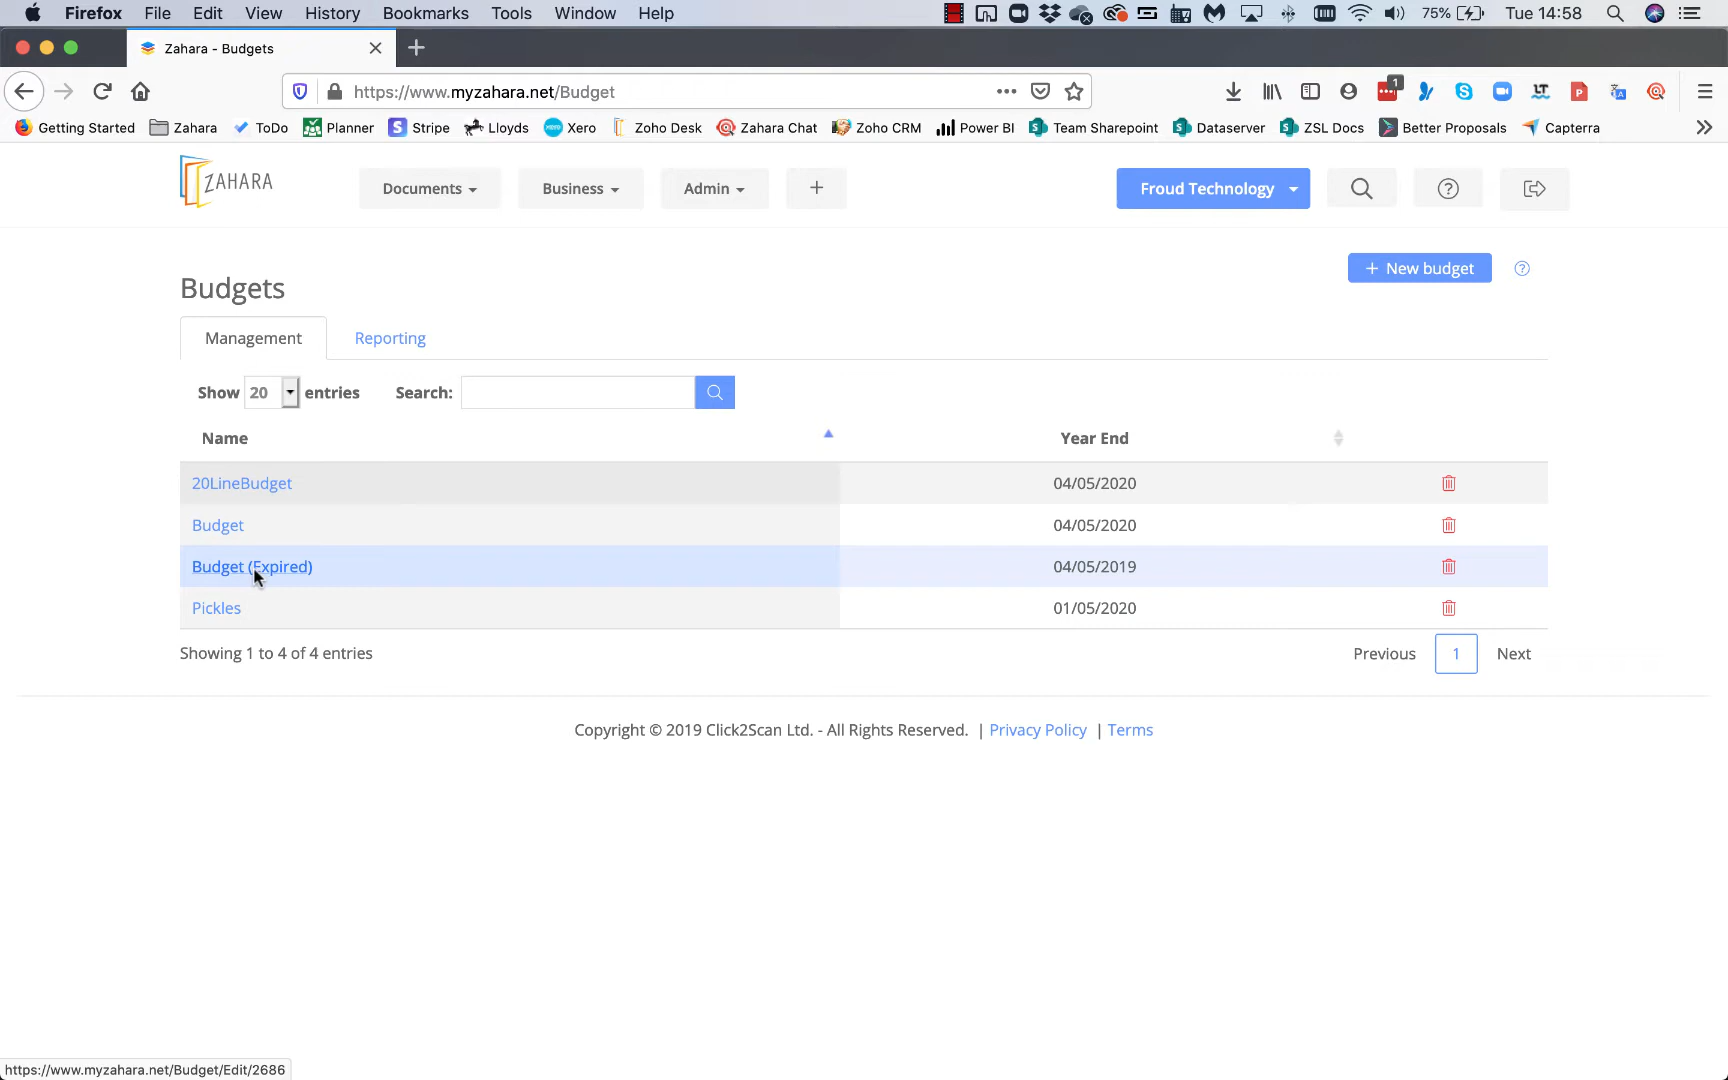 Firefox File Edit View History Bookmarks Tools Window Help 75% Tue 14:58
Zahara - Budgets
https://www.myzahara.net/Budget 1
Getting Started Zahara ToDo Planner Stripe Lloyds Xero Zoho Desk Zahara Chat Zoho CRM Power BI Team Sharepoint Dataserver ZSL Docs Better Proposals Capterra
ZAHARA Documents Business Admin + Froud Technology
+ New budget
Budgets
Management Reporting
Show 20 entries Search:
Name Year End
20LineBudget 04/05/2020
Budget 04/05/2020
Budget (Expired) 04/05/2019
Pickles 01/05/2020
Showing 1 to 4 of 4 entries Previous 1 Next
Copyright © 2019 Click2Scan Ltd. - All Rights Reserved. | Privacy Policy | Terms
https://www.myzahara.net/Budget/Edit/2686